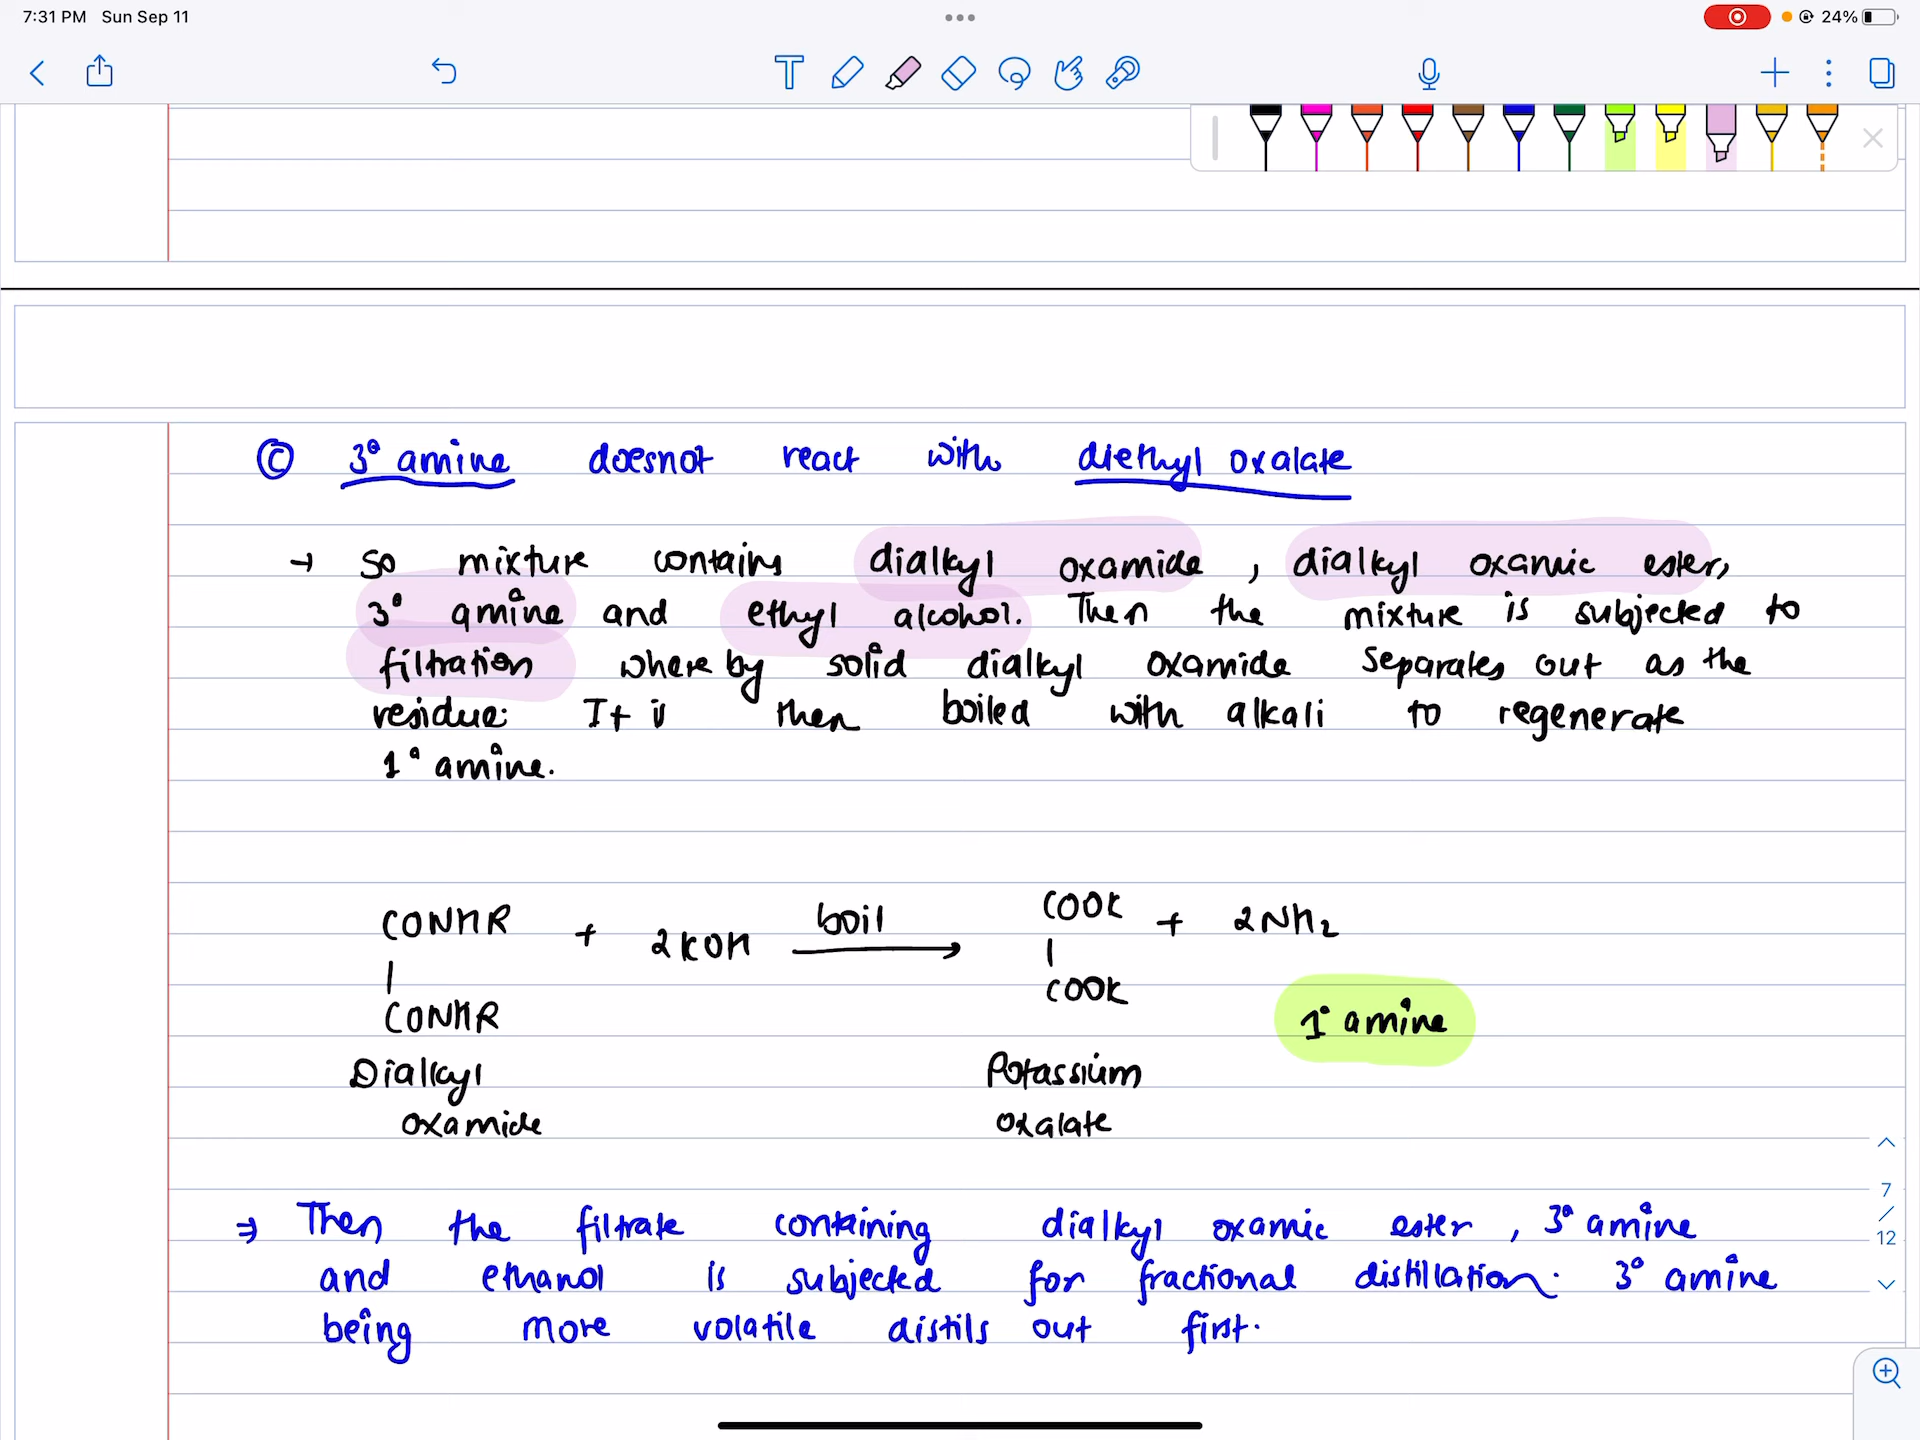 7:31 PM Sun Sep 11
24%
© 3° amine doesnot react with diethyl oxalate
→ So mixture contains dialkyl oxamide , dialkyl oxamic ester,
3° amine and ethyl alcohol. Then the mixture is subjected to
filtration where by solid dialkyl oxamide separates out as the
residue. It is then boiled with alkali to regenerate
1° amine.
CONHR + 2KOH boil → COOK + 2NH₂
|
CONHR
COOK
1° amine
Dialkyl oxamide
Potassium oxalate
7
/
12
⇒ Then the filtrate containing dialkyl oxamic ester , 3° amine
and ethanol is subjected for fractional distillation. 3° amine
being more volatile distils out first.